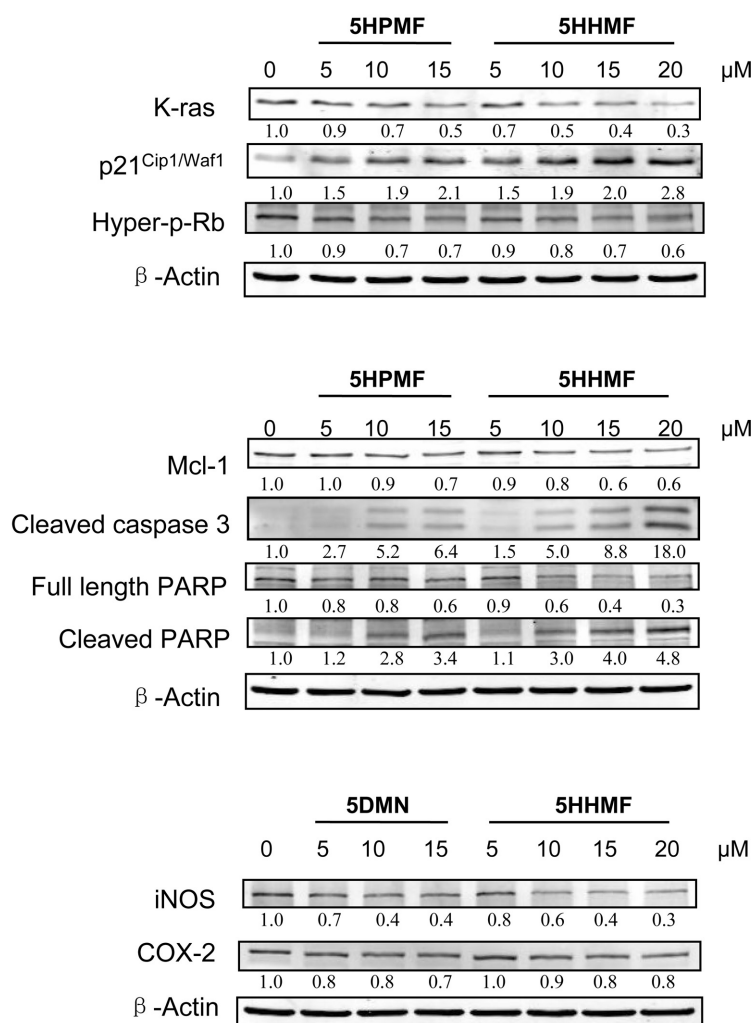 5HPMF 5HHMF
0 5 10 15 5 10 15 20 μM
K-ras
1.0 0.9 0.7 0.5 0.7 0.5 0.4 0.3
p21Cip1/Waf1
1.0 1.5 1.9 2.1 1.5 1.9 2.0 2.8
Hyper-p-Rb
1.0 0.9 0.7 0.7 0.9 0.8 0.7 0.6
β-Actin
5HPMF 5HHMF
0 5 10 15 5 10 15 20 μM
Mcl-1
1.0 1.0 0.9 0.7 0.9 0.8 0.6 0.6
Cleaved caspase 3
1.0 2.7 5.2 6.4 1.5 5.0 8.8 18.0
Full length PARP
1.0 0.8 0.8 0.6 0.9 0.6 0.4 0.3
Cleaved PARP
1.0 1.2 2.8 3.4 1.1 3.0 4.0 4.8
β-Actin
5DMN 5HHMF
0 5 10 15 5 10 15 20 μM
iNOS
1.0 0.7 0.4 0.4 0.8 0.6 0.4 0.3
COX-2
1.0 0.8 0.8 0.7 1.0 0.9 0.8 0.8
β-Actin